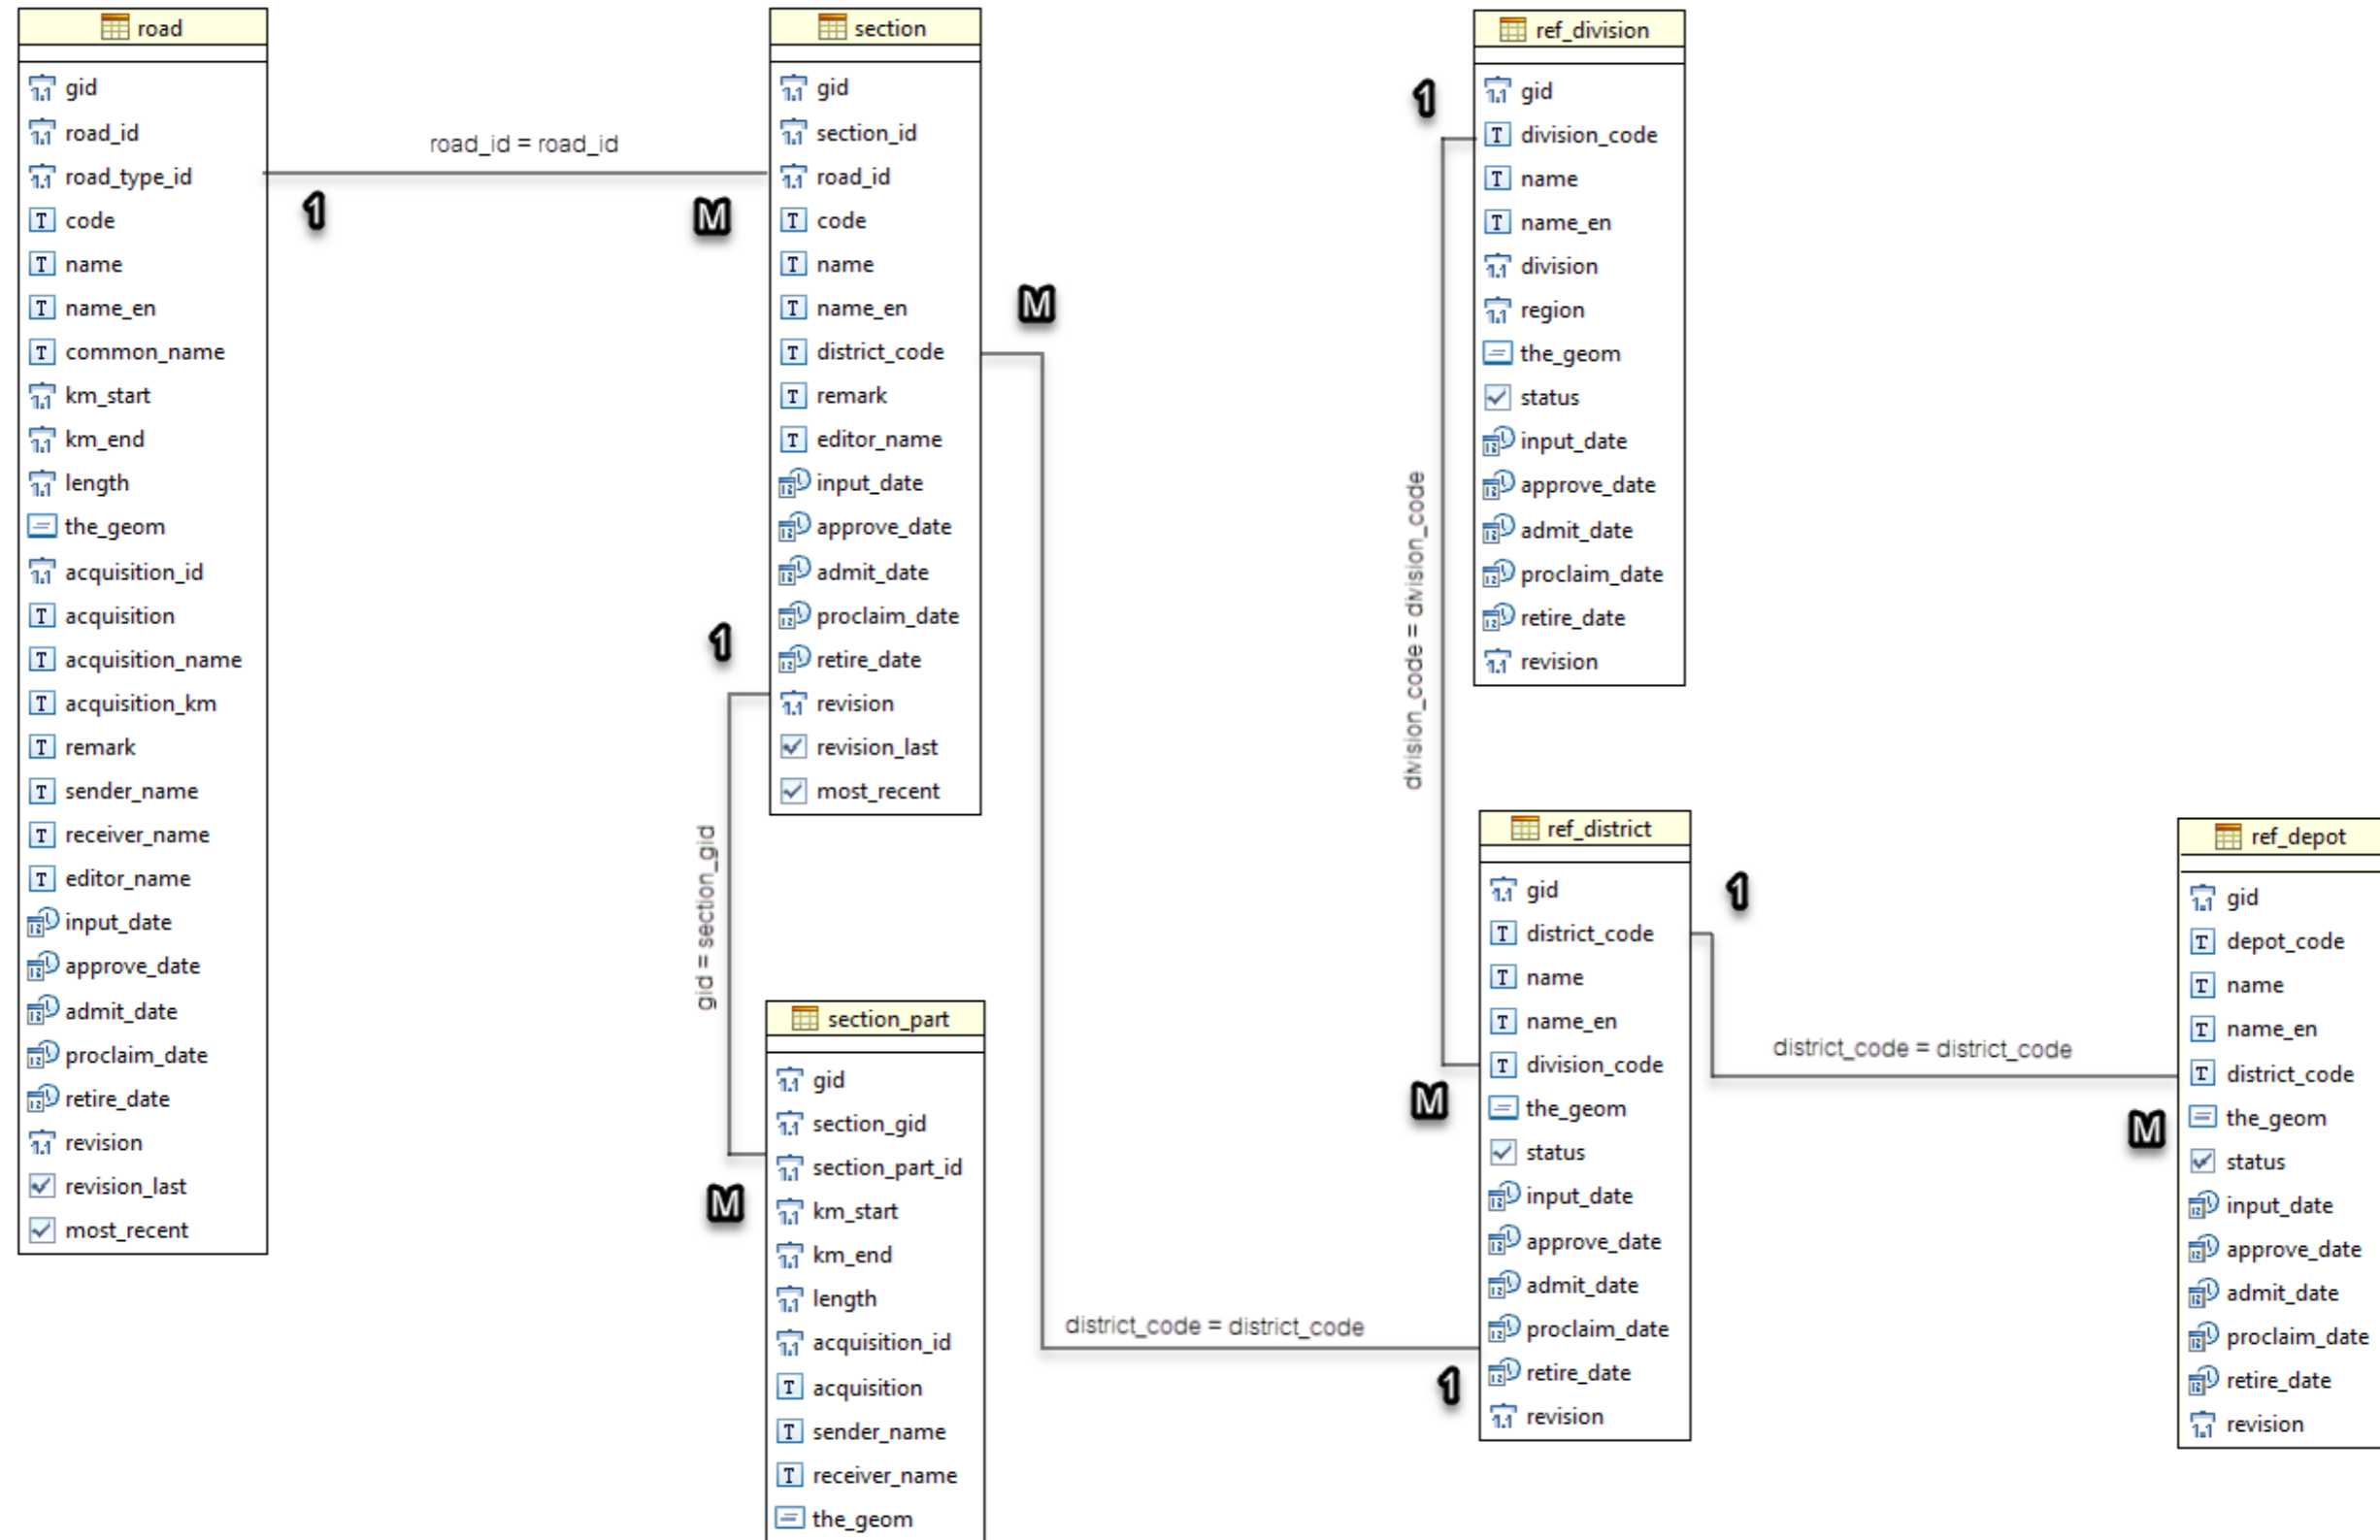 road
gid
road_id
road_type_id
code
name
name_en
common_name
km_start
km_end
length
the_geom
acquisition_id
acquisition
acquisition_name
acquisition_km
remark
sender_name
receiver_name
editor_name
input_date
approve_date
admit_date
proclaim_date
retire_date
revision
revision_last
most_recent
road_id = road_id
1
M
section
gid
section_id
road_id
code
name
name_en
district_code
remark
editor_name
input_date
approve_date
admit_date
proclaim_date
retire_date
revision
revision_last
most_recent
M
1
gid = section_gid
M
section_part
gid
section_gid
section_part_id
km_start
km_end
length
acquisition_id
acquisition
sender_name
receiver_name
the_geom
district_code = district_code
1
ref_division
gid
division_code
name
name_en
division
region
the_geom
status
input_date
approve_date
admit_date
proclaim_date
retire_date
revision
1
division_code = division_code
M
ref_district
gid
district_code
name
name_en
division_code
the_geom
status
input_date
approve_date
admit_date
proclaim_date
retire_date
revision
1
district_code = district_code
M
ref_depot
gid
depot_code
name
name_en
district_code
the_geom
status
input_date
approve_date
admit_date
proclaim_date
retire_date
revision